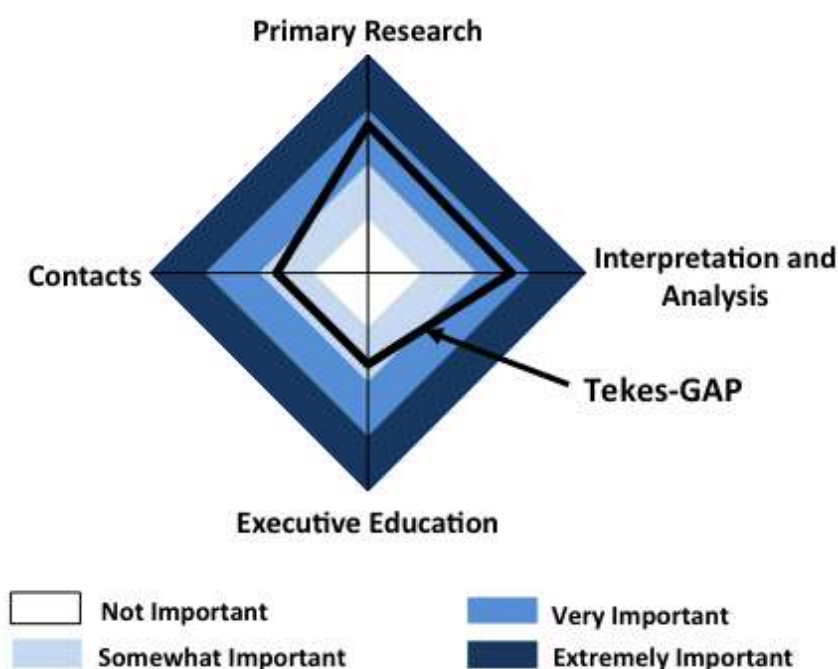 Primary Research
Contacts
Interpretation and
Analysis
Tekes-GAP
Executive Education
Not Important
Very Important
Somewhat Important
Extremely Important